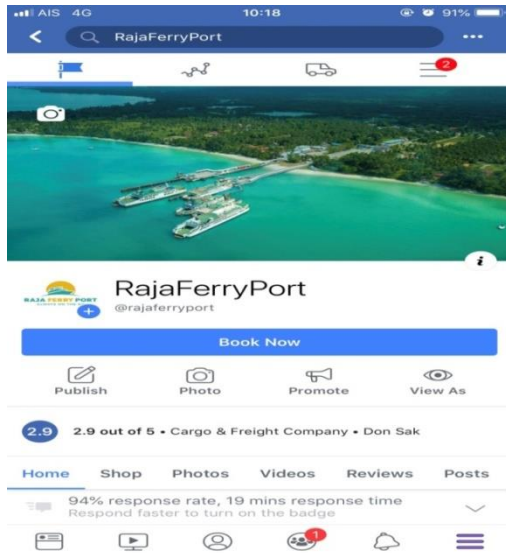 AIS 4G 10:18 91%
RajaFerryPort
2
i
RAJA FERRY PORT
RajaFerryPort
@rajaferryport
Book Now
Publish Photo Promote View As
2.9 2.9 out of 5 • Cargo & Freight Company • Don Sak
Home Shop Photos Videos Reviews Posts
94% response rate, 19 mins response time
Respond faster to turn on the badge
1